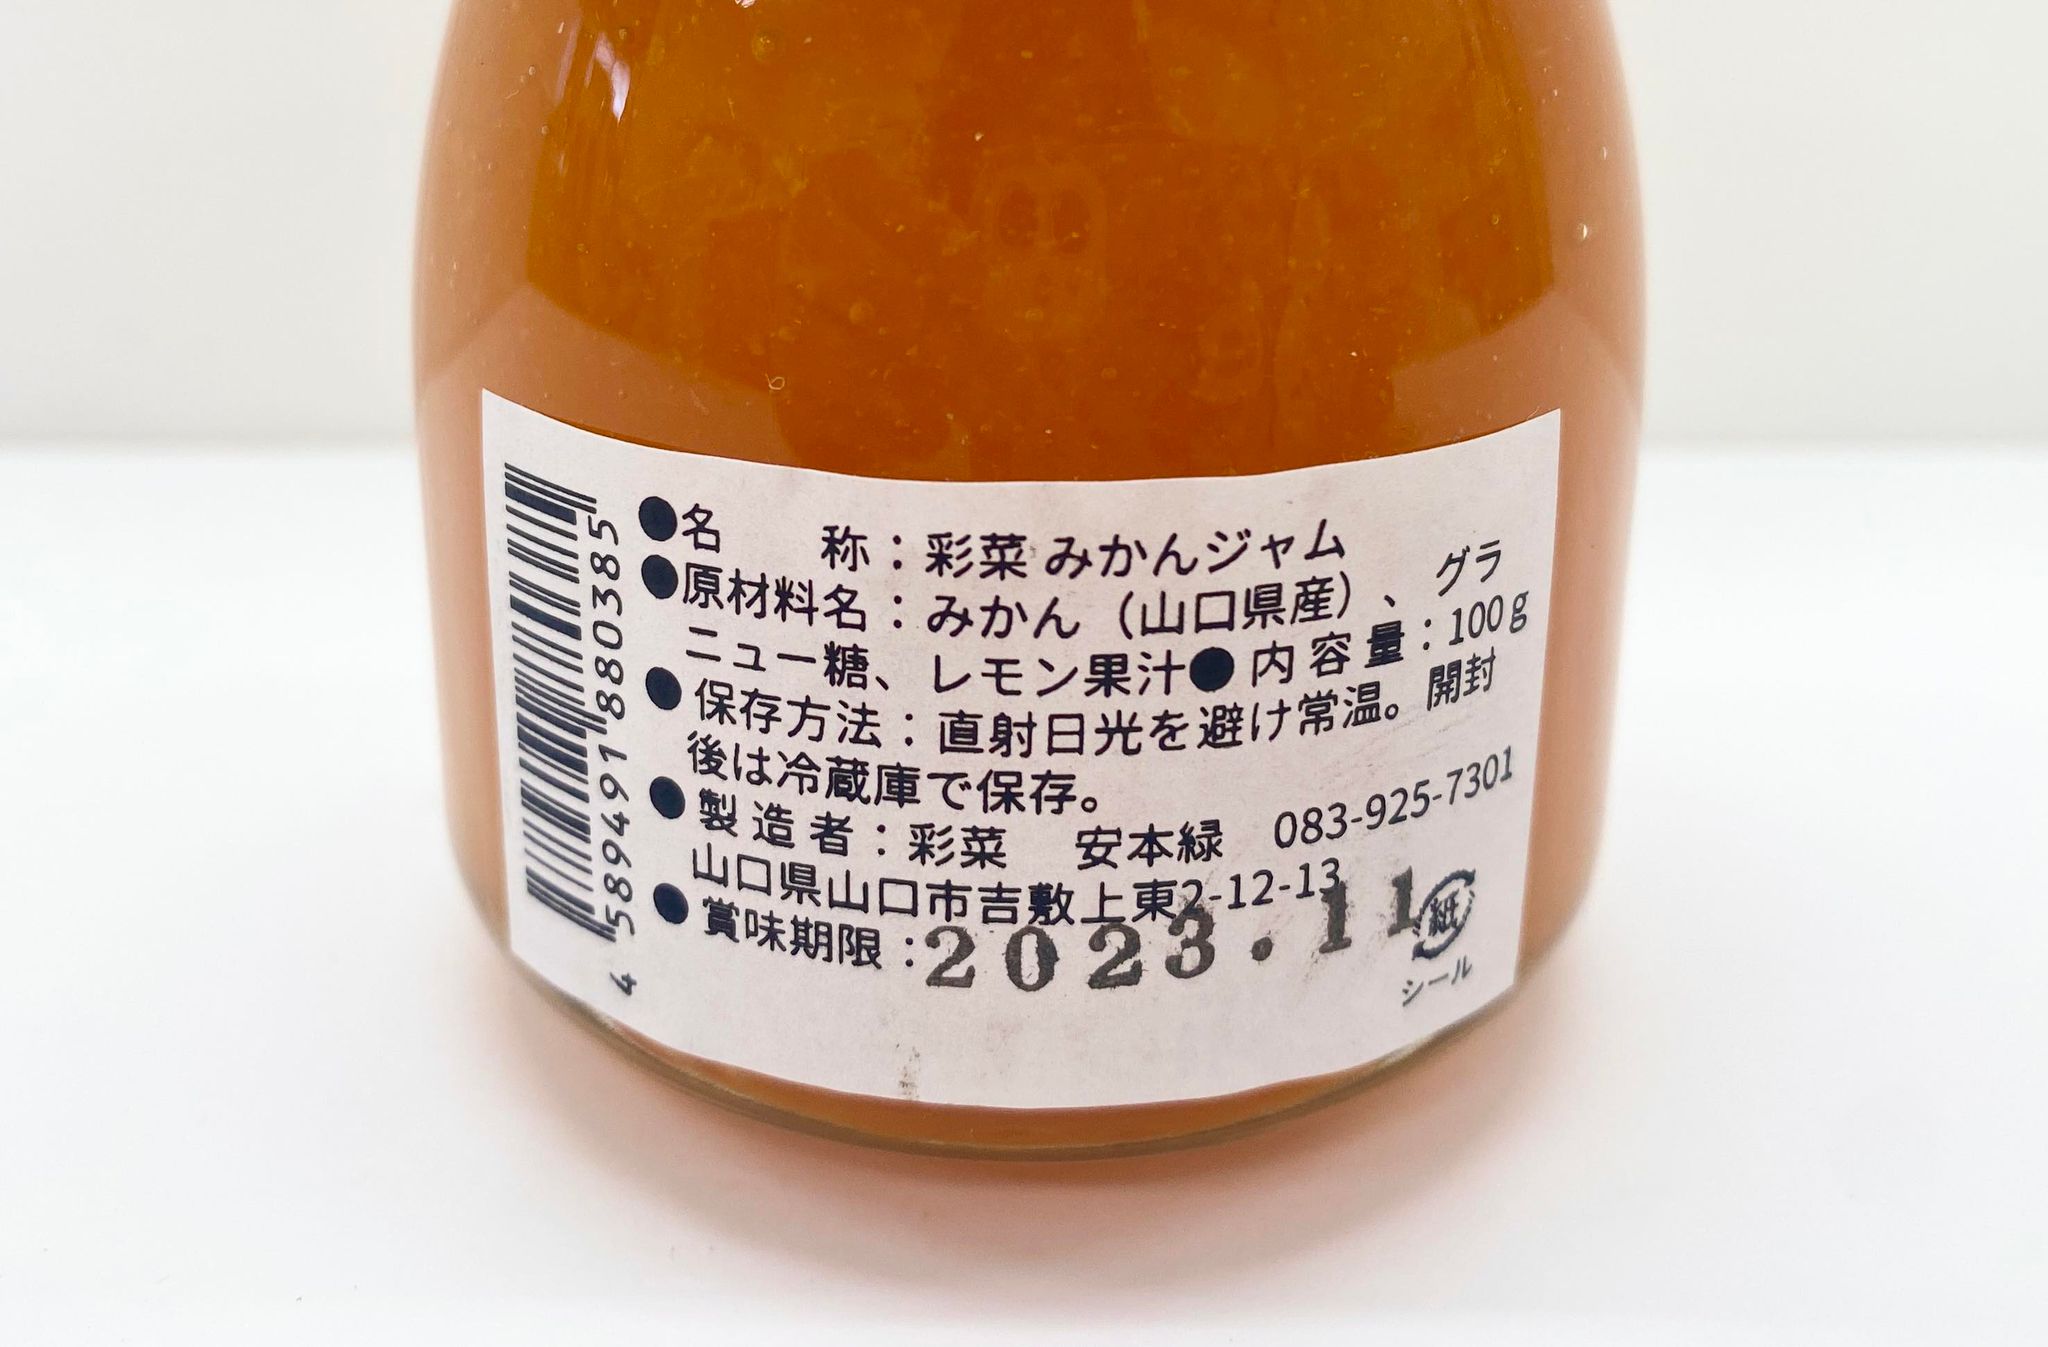 ●名　　称：彩菜 みかんジャム
●原材料名：みかん（山口県産）、グラ
ニュー糖、レモン果汁●内容量：100g
●保存方法：直射日光を避け常温。開封
後は冷蔵庫で保存。
●製造者：彩菜　安本緑　083-925-7301
山口県山口市吉敷上東2-12-13
●賞味期限：2023.11
紙
シール
4589491880385